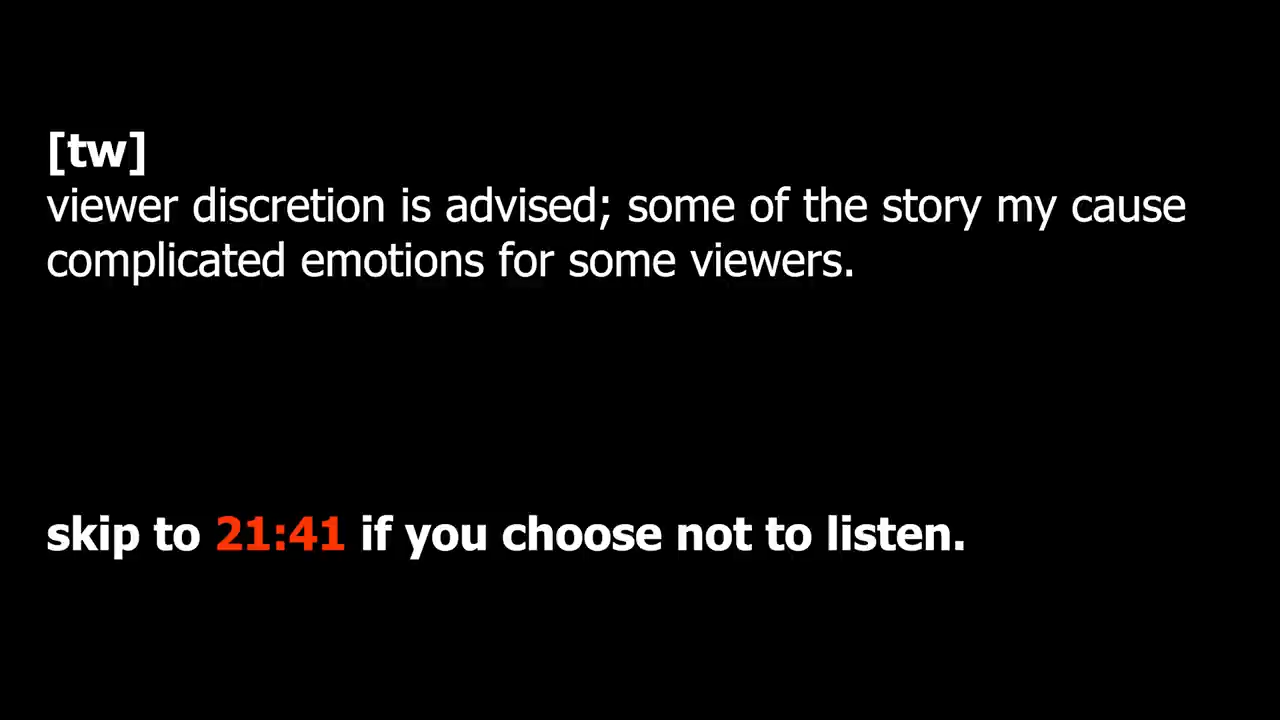 [tw]
viewer discretion is advised; some of the story my cause
complicated emotions for some viewers.
skip to 21:41 if you choose not to listen.